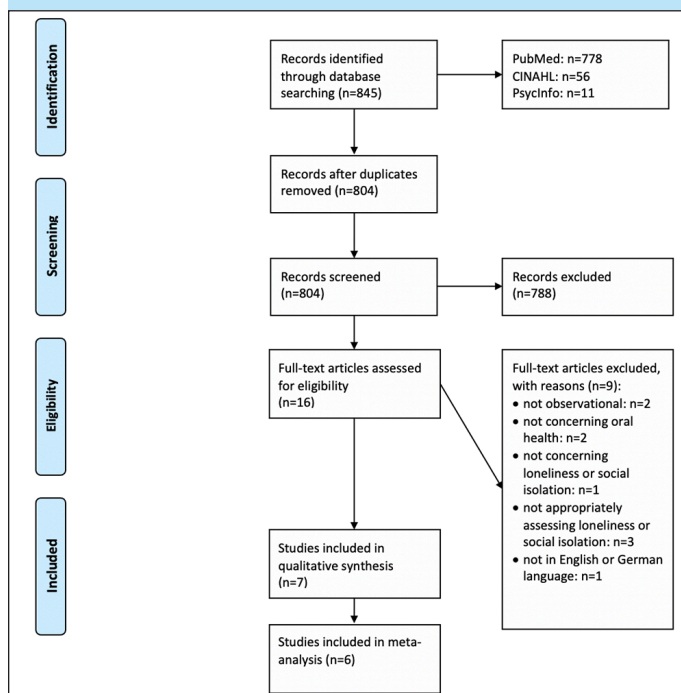 Identification
Records identified
through database
searching (n=845)
PubMed: n=778
CINAHL: n=56
PsycInfo: n=11
Records after duplicates
removed (n=804)
Screening
Records screened
(n=804)
Records excluded
(n=788)
Eligibility
Full-text articles assessed
for eligibility
(n=16)
Full-text articles excluded,
with reasons (n=9):
• not observational: n=2
• not concerning oral
health: n=2
• not concerning
loneliness or social
isolation: n=1
• not appropriately
assessing loneliness or
social isolation: n=3
• not in English or German
language: n=1
Included
Studies included in
qualitative synthesis
(n=7)
Studies included in meta-
analysis (n=6)